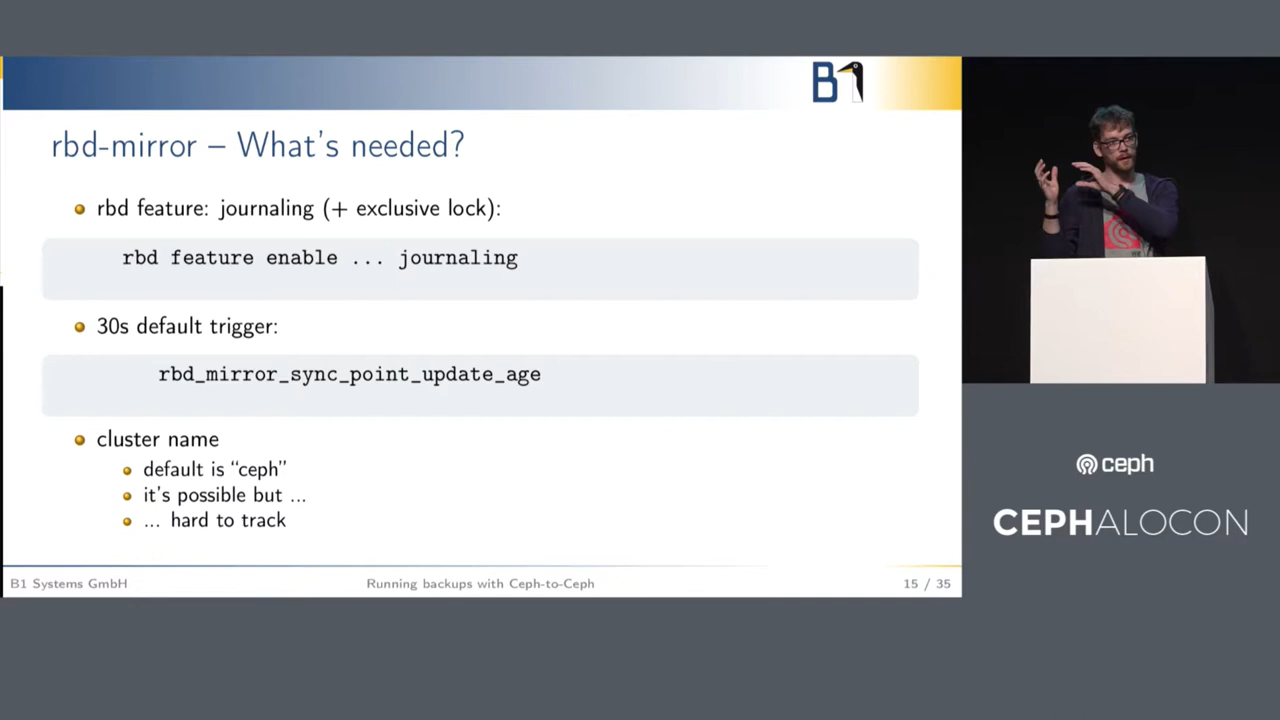 B1
rbd-mirror – What's needed?
rbd feature: journaling (+ exclusive lock):
rbd feature enable ... journaling
30s default trigger:
rbd_mirror_sync_point_update_age
cluster name
default is “ceph”
it's possible but ...
... hard to track
B1 Systems GmbH
Running backups with Ceph-to-Ceph
15 / 35
ceph
CEPHALOCON